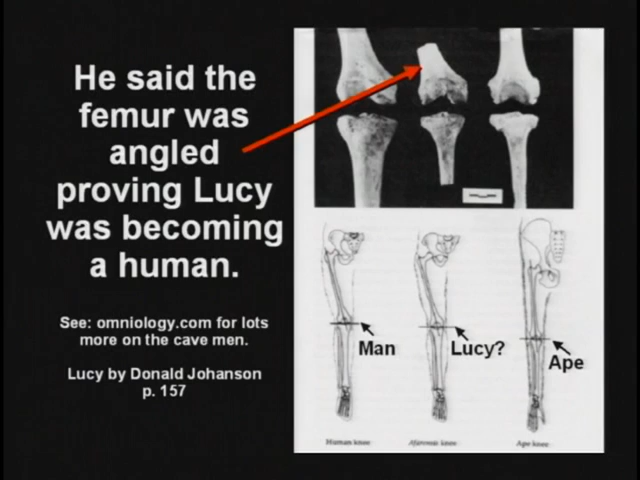 He said the
femur was
angled
proving Lucy
was becoming
a human.
See: omniology.com for lots
more on the cave men.
Lucy by Donald Johanson
p. 157
Man
Lucy?
Ape
Human knee
Afarensis knee
Ape knee